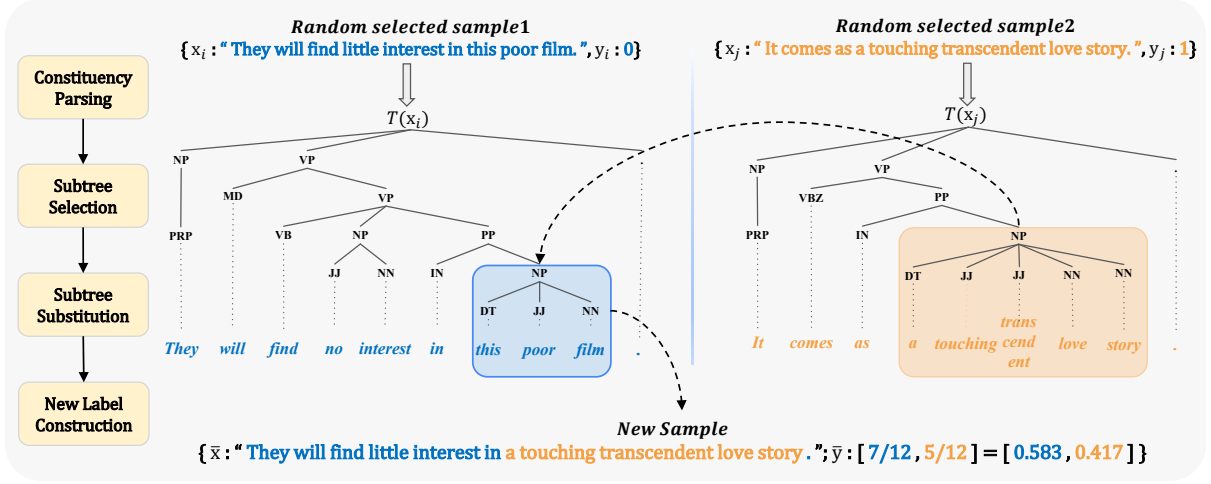 Random selected sample1
{ xᵢ : “ They will find little interest in this poor film. ”, yᵢ : 0}
Random selected sample2
{ xⱼ : “ It comes as a touching transcendent love story. ”, yⱼ : 1}
Constituency Parsing
Subtree Selection
Subtree Substitution
New Label Construction
T(xᵢ)
NP VP .
MD VP
PRP VB NP PP
JJ NN IN NP
DT JJ NN
They will find no interest in this poor film .
T(xⱼ)
NP VP .
VBZ PP
PRP IN NP
DT JJ JJ NN NN
It comes as a touching trans cend ent love story .
New Sample
{ x̄ : “ They will find little interest in a touching transcendent love story . ”; ȳ : [ 7/12 , 5/12 ] = [ 0.583 , 0.417 ] }